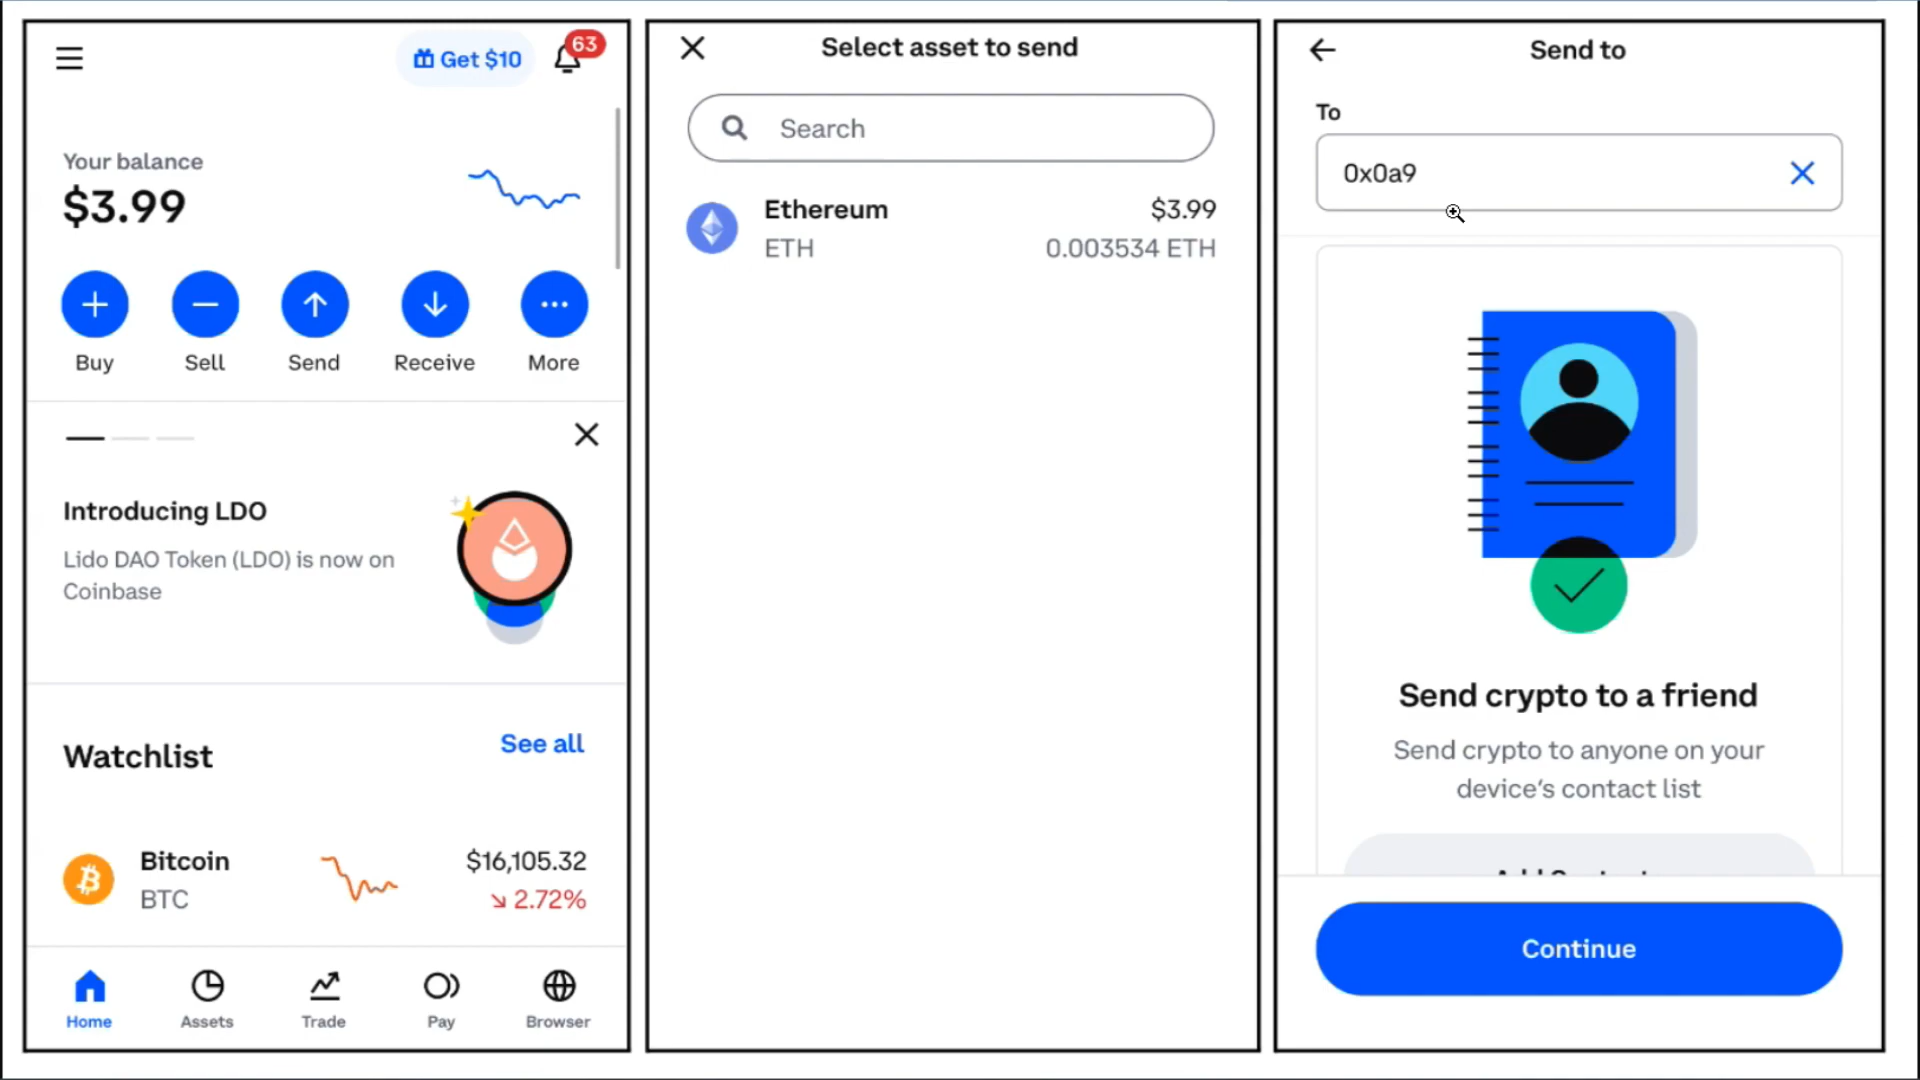 Get $10
63
Your balance
$3.99
Buy
Sell
Send
Receive
More
Introducing LDO
Lido DAO Token (LDO) is now on
Coinbase
Watchlist
See all
Bitcoin
$16,105.32
BTC
↘ 2.72%
Home
Assets
Trade
Pay
Browser
Select asset to send
Search
Ethereum
$3.99
ETH
0.003534 ETH
Send to
To
0x0a9
Send crypto to a friend
Send crypto to anyone on your
device's contact list
Continue